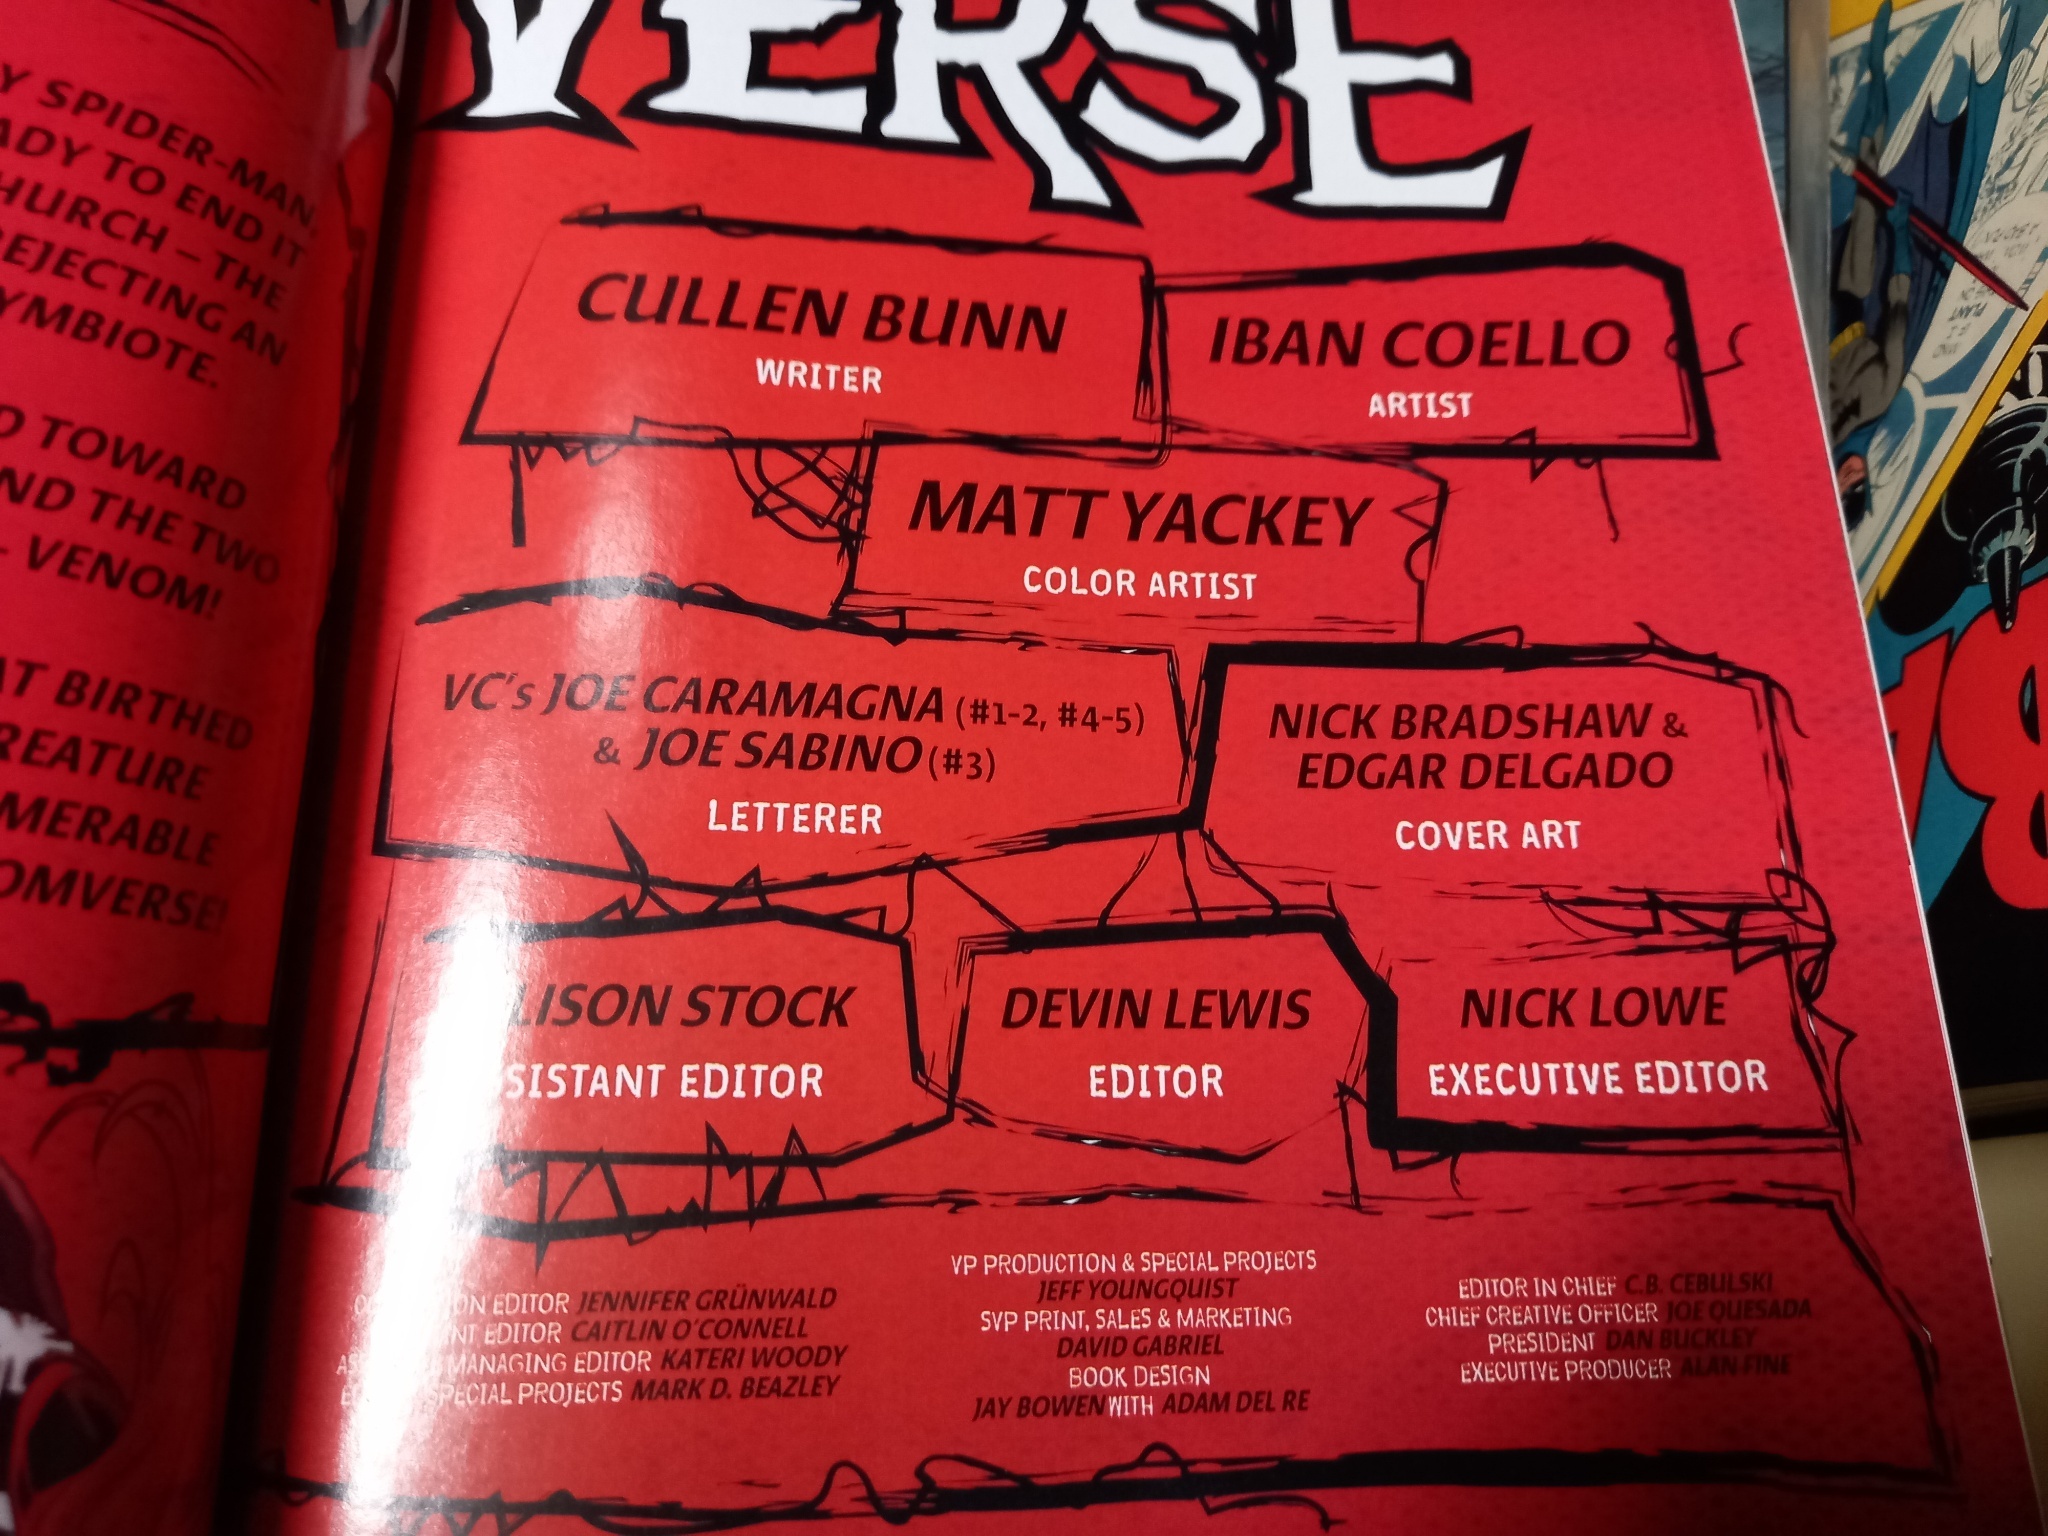 VERSE
Y SPIDER-MAN,
ADY TO END IT
HURCH – THE
REJECTING AN
YMBIOTE.
D TOWARD
ND THE TWO
– VENOM!
AT BIRTHED
REATURE
MERABLE
OMVERSE!
CULLEN BUNN
WRITER
IBAN COELLO
ARTIST
MATT YACKEY
COLOR ARTIST
VC's JOE CARAMAGNA (#1-2, #4-5)
& JOE SABINO (#3)
LETTERER
NICK BRADSHAW &
EDGAR DELGADO
COVER ART
LISON STOCK
SISTANT EDITOR
DEVIN LEWIS
EDITOR
NICK LOWE
EXECUTIVE EDITOR
ON EDITOR JENNIFER GRÜNWALD
NT EDITOR CAITLIN O'CONNELL
MANAGING EDITOR KATERI WOODY
SPECIAL PROJECTS MARK D. BEAZLEY
VP PRODUCTION & SPECIAL PROJECTS
JEFF YOUNGQUIST
SVP PRINT, SALES & MARKETING
DAVID GABRIEL
BOOK DESIGN
JAY BOWEN WITH ADAM DEL RE
EDITOR IN CHIEF C.B. CEBULSKI
CHIEF CREATIVE OFFICER JOE QUESADA
PRESIDENT DAN BUCKLEY
EXECUTIVE PRODUCER ALAN FINE